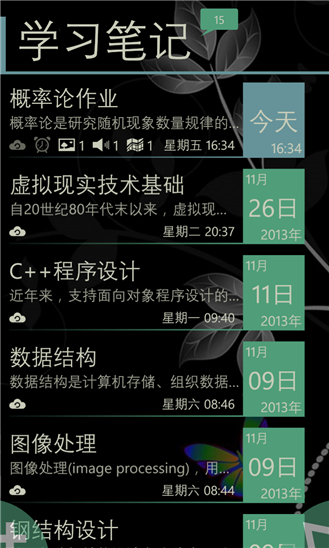 15
学习笔记
概率论作业
概率论是研究随机现象数量规律的...
1 1 1 星期五 16:34
今天
16:34
虚拟现实技术基础
自20世纪80年代末以来，虚拟现...
星期二 20:37
11月
26日
2013年
C++程序设计
近年来，支持面向对象程序设计的...
星期一 09:40
11月
11日
2013年
数据结构
数据结构是计算机存储、组织数据...
星期六 08:46
11月
09日
2013年
图像处理
图像处理(image processing)，用...
星期六 08:44
11月
09日
2013年
钢结构设计
11月